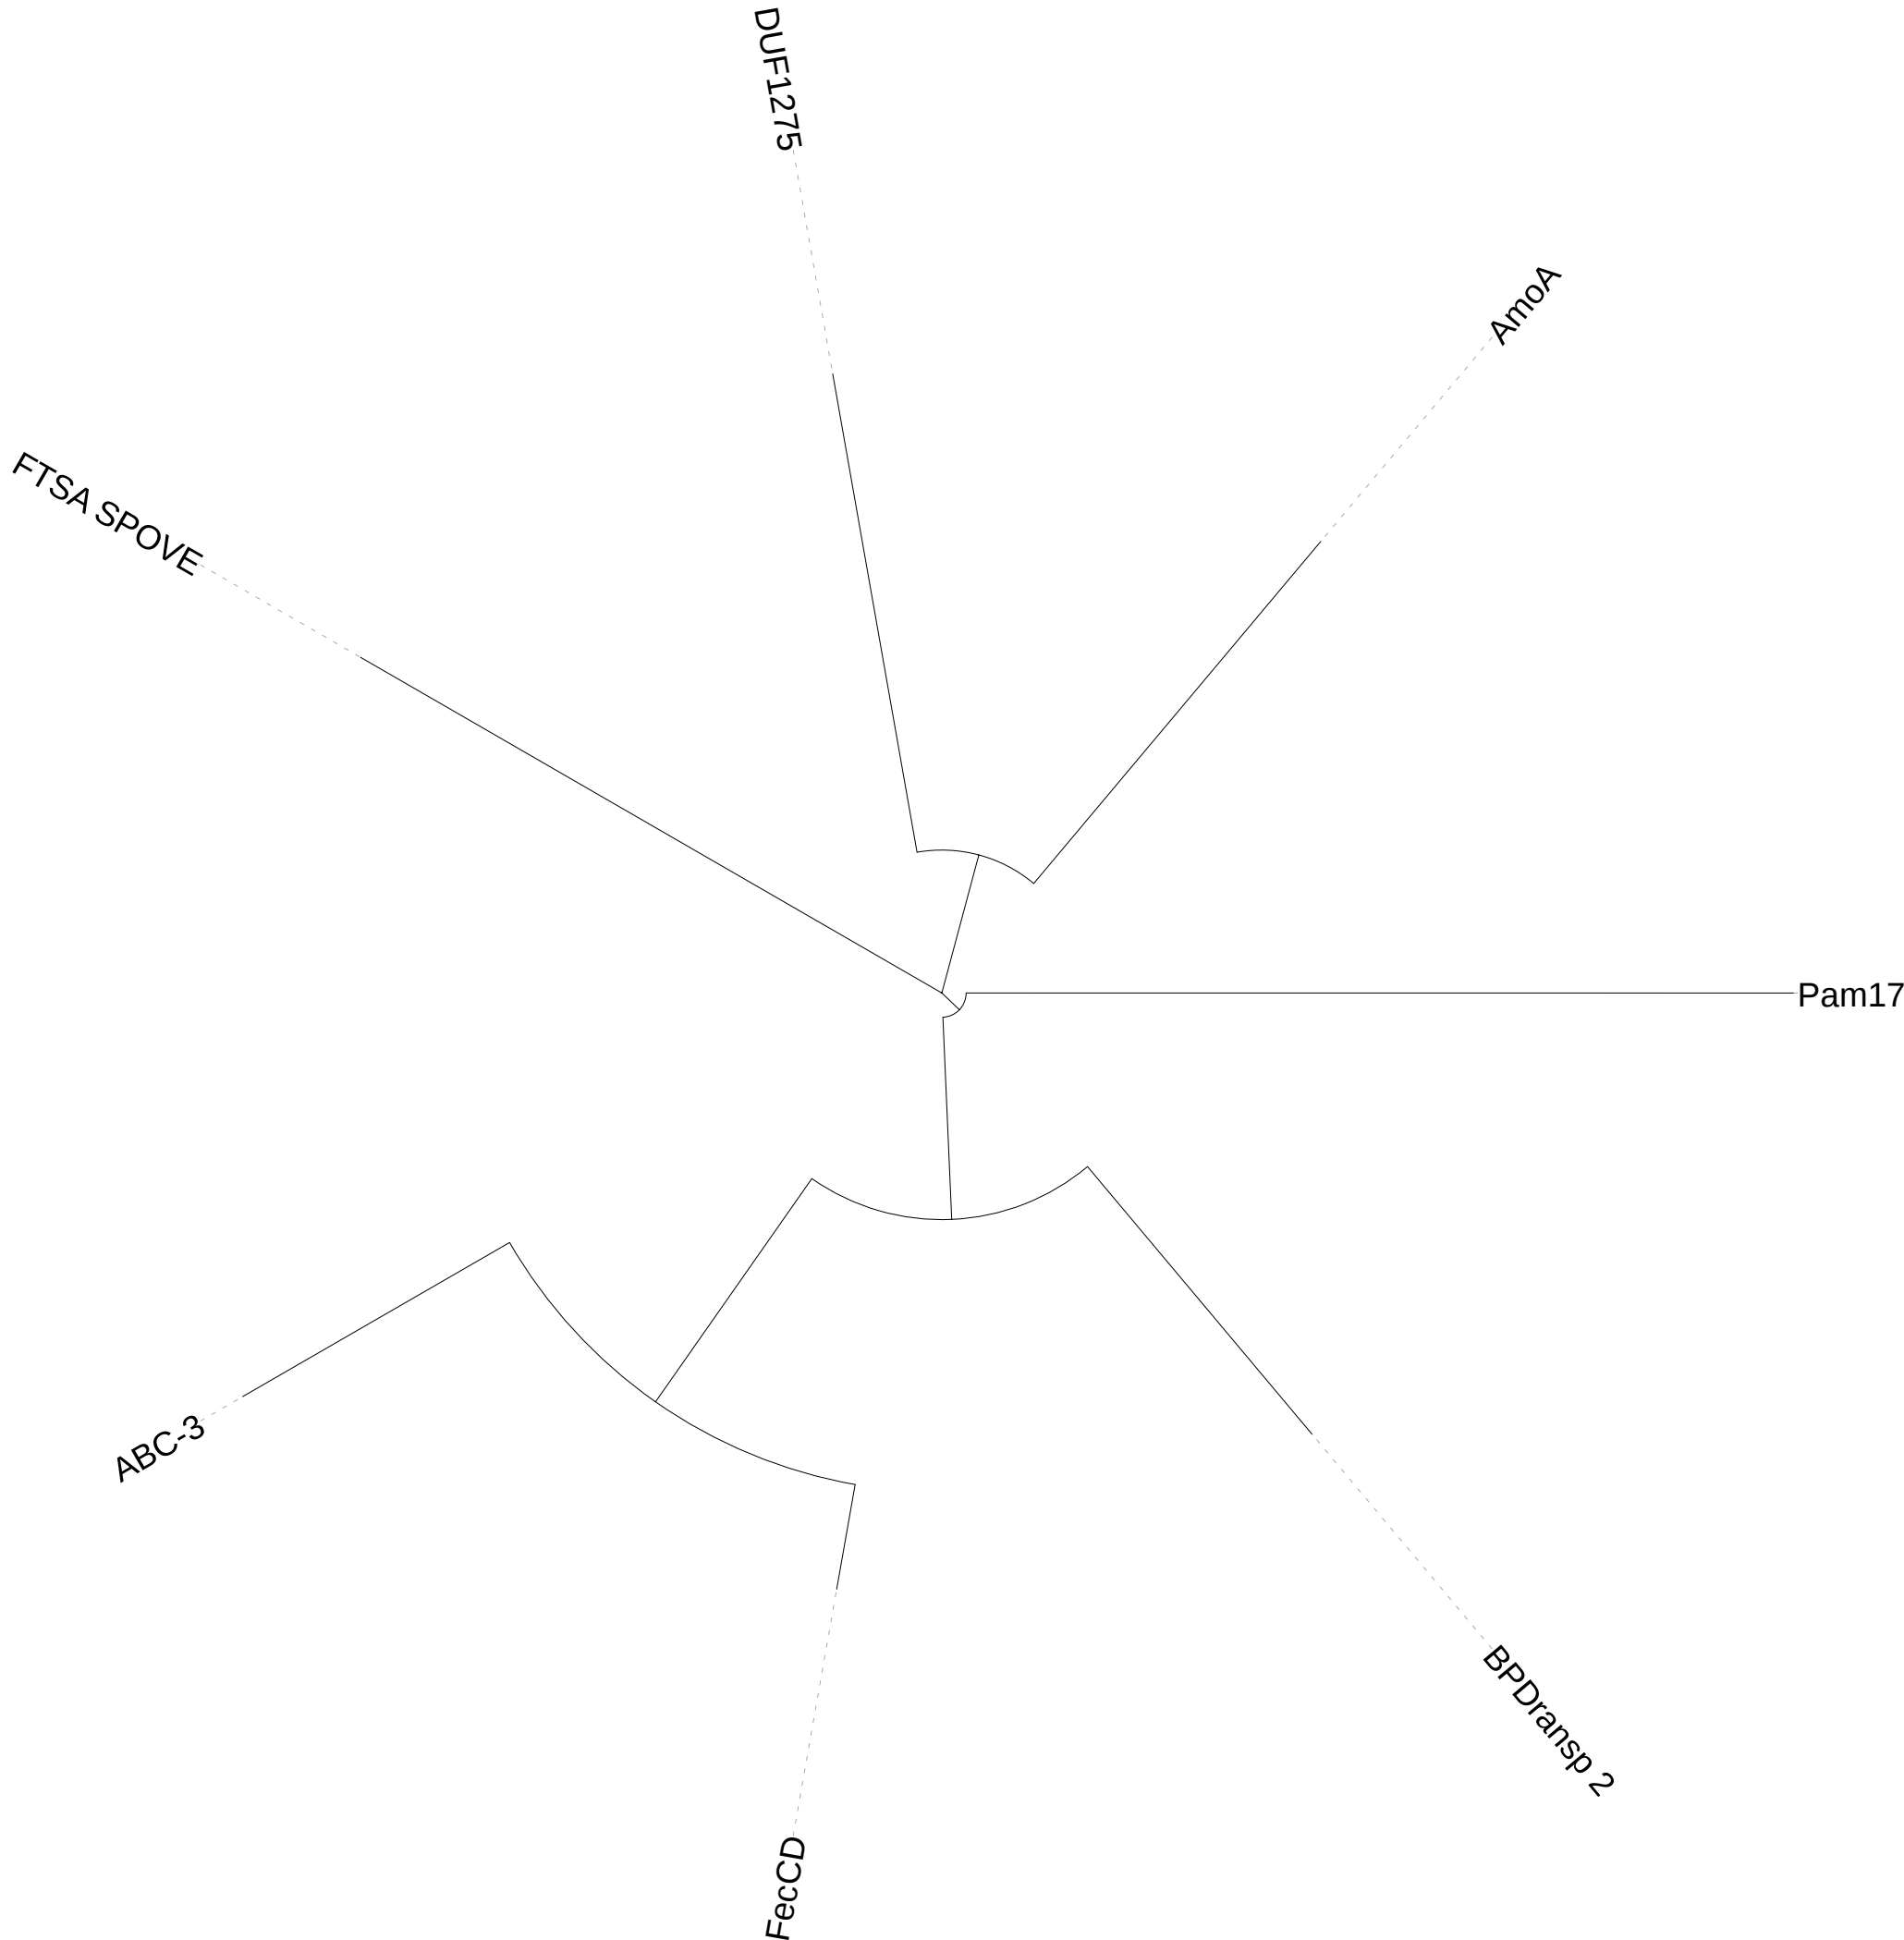 DUF1275
AmoA
FTSA SPOVE
Pam17
ABC-3
BPDransp 2
FecCD